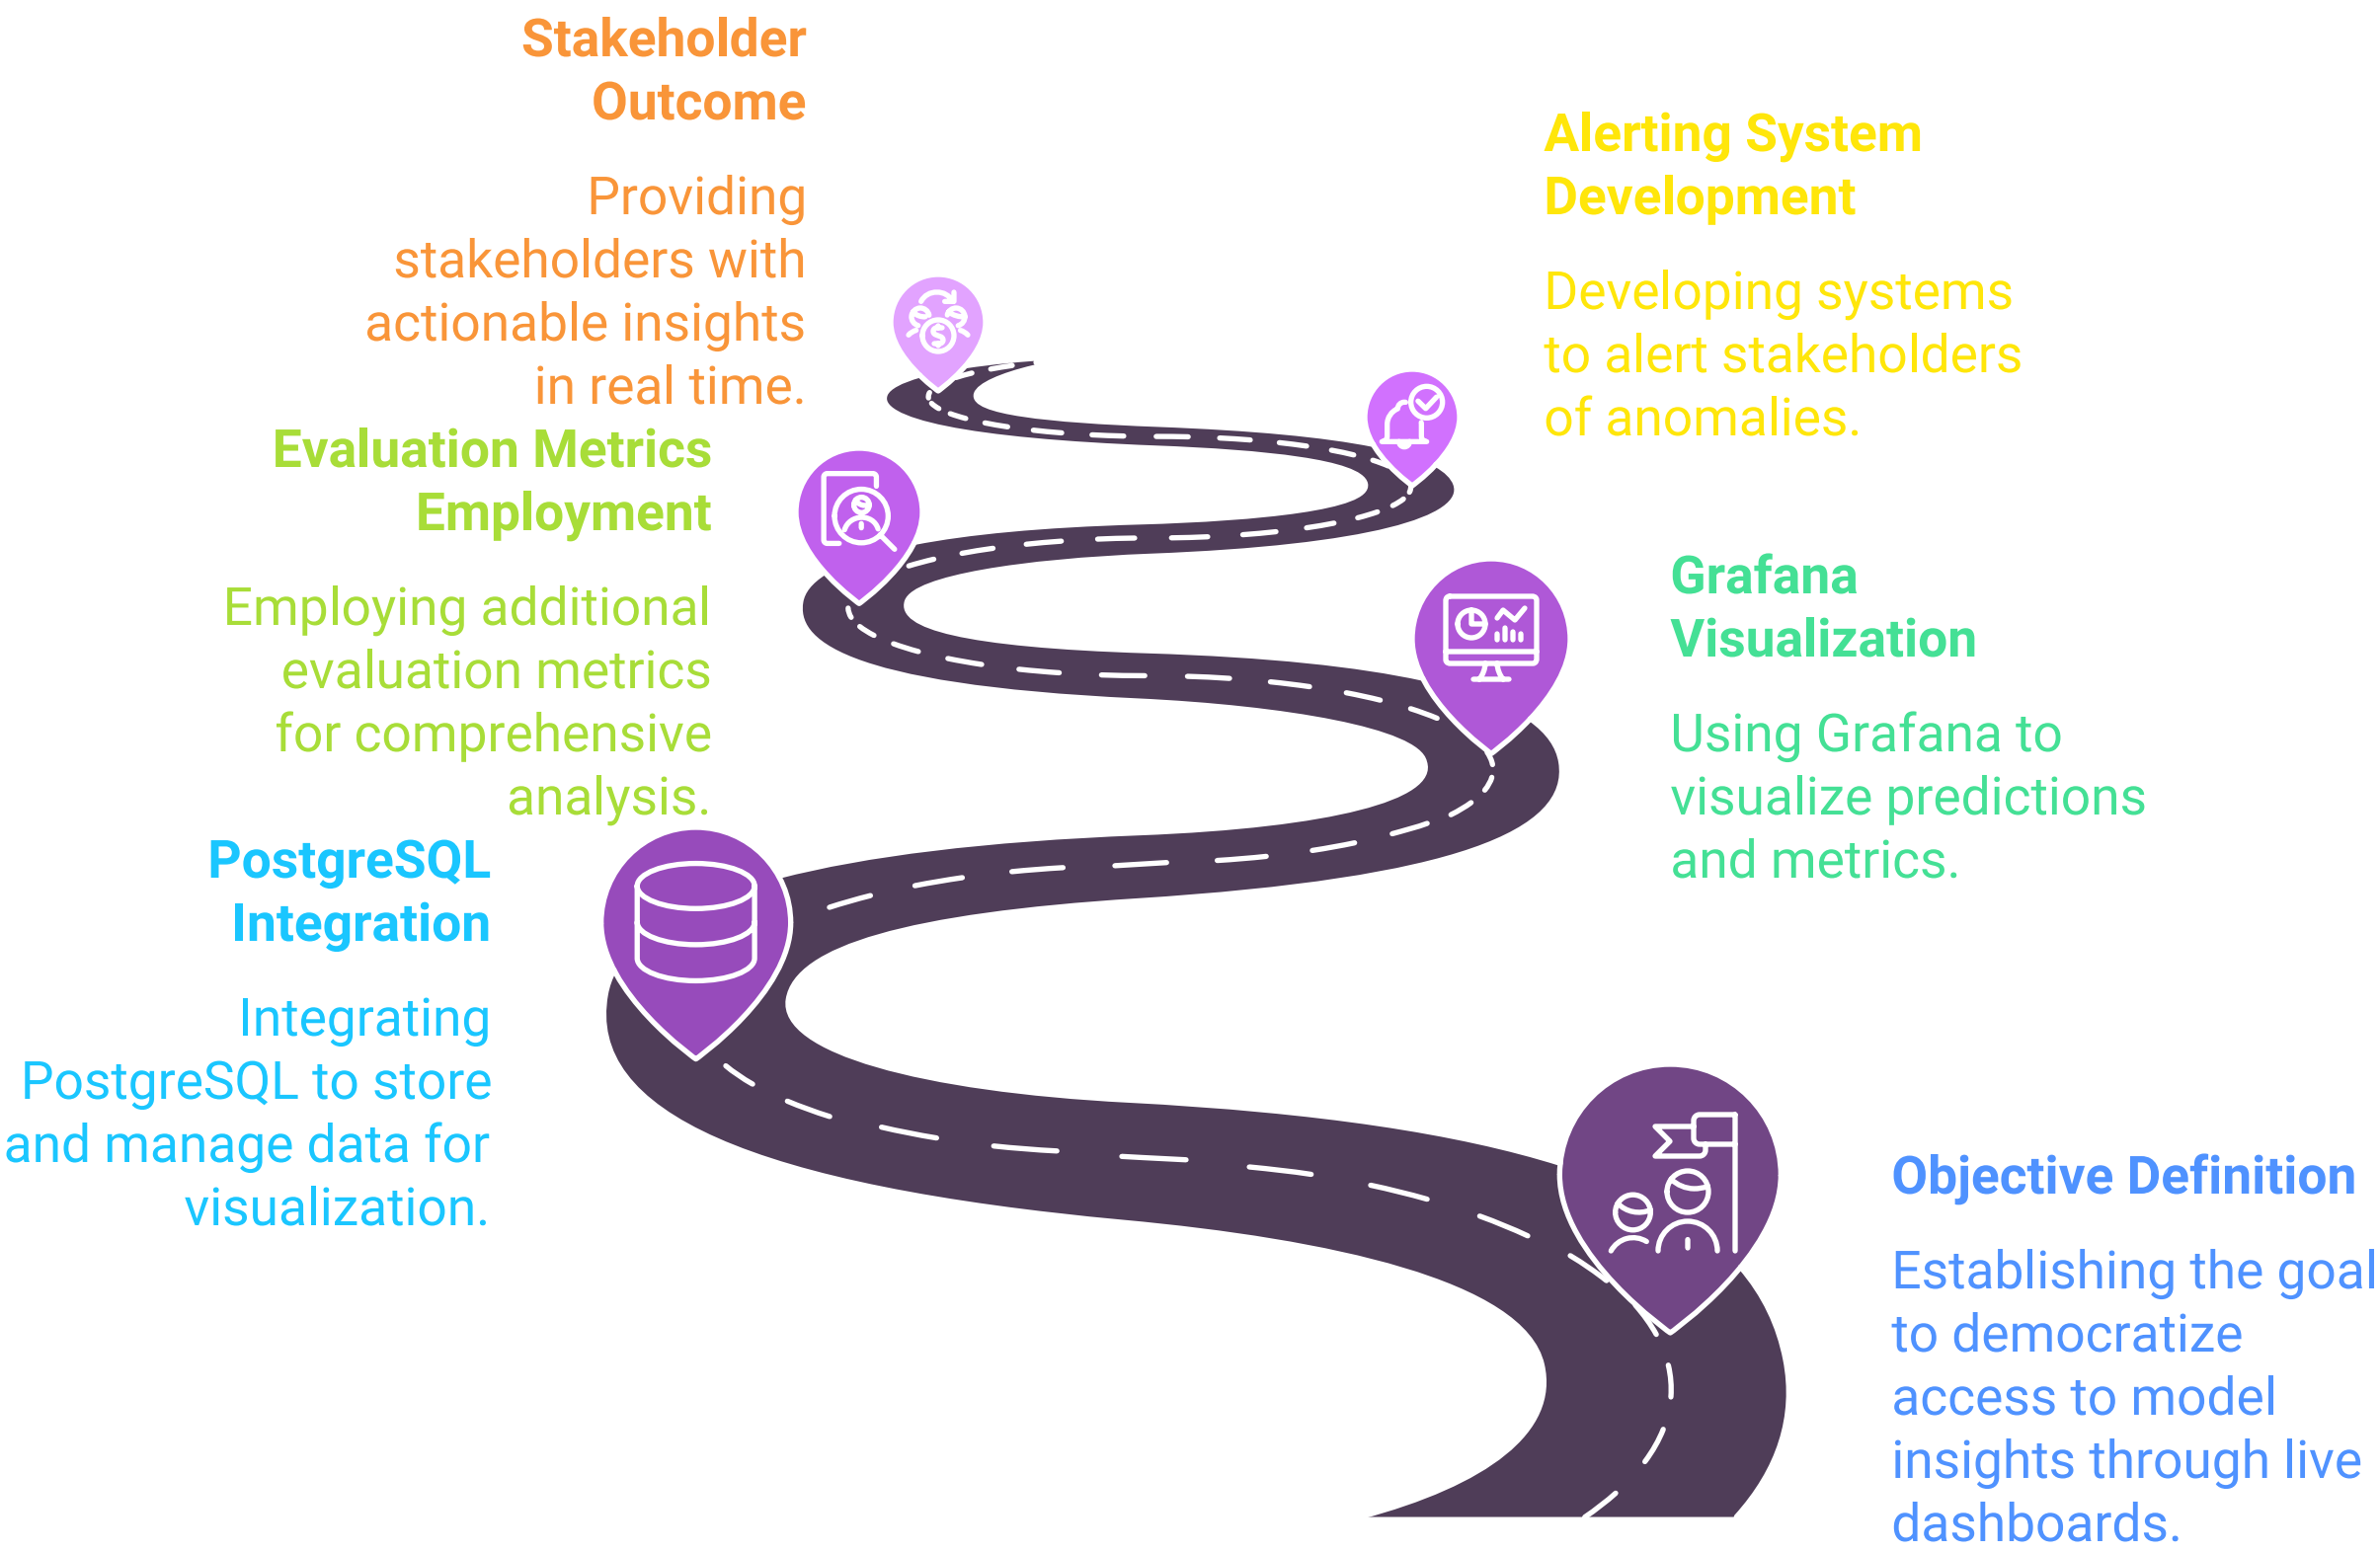 Stakeholder
Outcome
Providing
stakeholders with
actionable insights
in real time.
Alerting System
Development
Developing systems
to alert stakeholders
of anomalies.
Evaluation Metrics
Employment
Employing additional
evaluation metrics
for comprehensive
analysis.
Grafana
Visualization
Using Grafana to
visualize predictions
and metrics.
PostgreSQL
Integration
Integrating
PostgreSQL to store
and manage data for
visualization.
Objective Definition
Establishing the goal
to democratize
access to model
insights through live
dashboards.